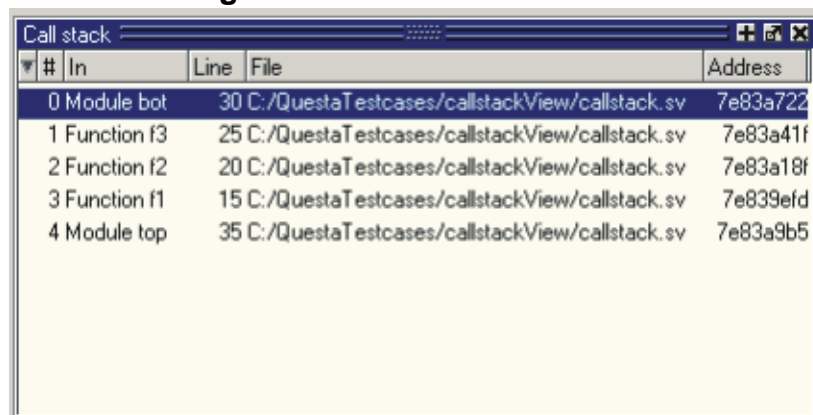 Call stack
# In Line File Address
0 Module bot 30 C:/QuestaTestcases/callstackView/callstack.sv 7e83a722
1 Function f3 25 C:/QuestaTestcases/callstackView/callstack.sv 7e83a41f
2 Function f2 20 C:/QuestaTestcases/callstackView/callstack.sv 7e83a18f
3 Function f1 15 C:/QuestaTestcases/callstackView/callstack.sv 7e839efd
4 Module top 35 C:/QuestaTestcases/callstackView/callstack.sv 7e83a9b5